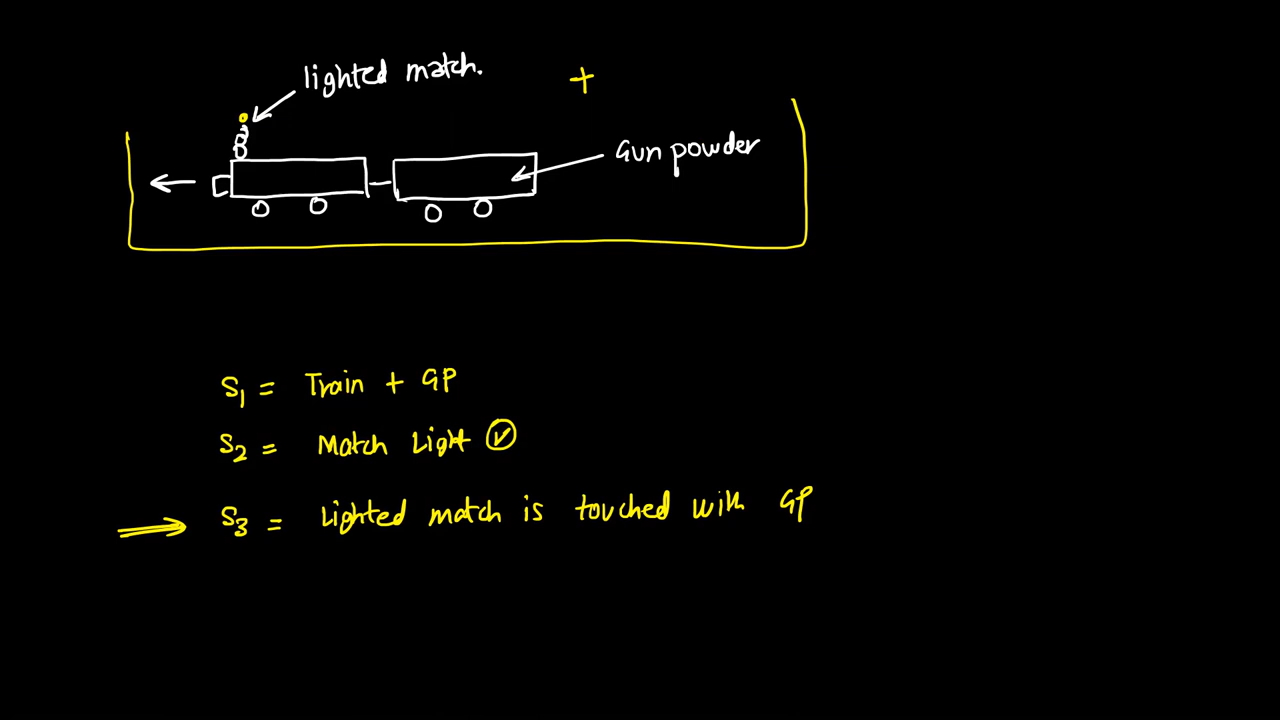 lighted match.
+
Gun powder
S1 = Train + GP
S2 = Match Light
S3 = Lighted match is touched with GP